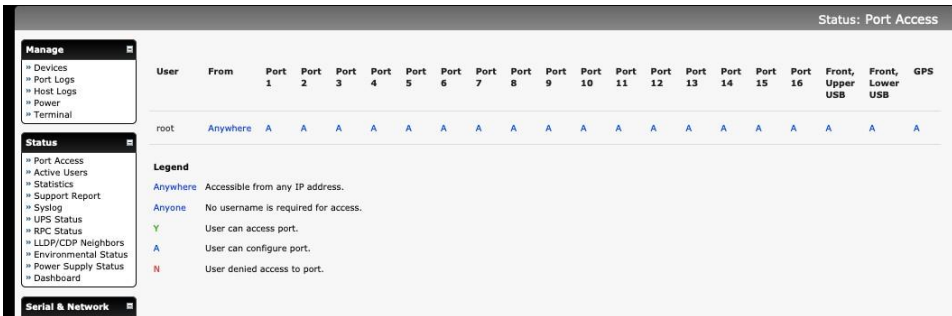 Status: Port Access
Manage
» Devices
» Port Logs
» Host Logs
» Power
» Terminal
Status
» Port Access
» Active Users
» Statistics
» Support Report
» Syslog
» UPS Status
» RPC Status
» LLDP/CDP Neighbors
» Environmental Status
» Power Supply Status
» Dashboard
Serial & Network
User From Port 1 Port 2 Port 3 Port 4 Port 5 Port 6 Port 7 Port 8 Port 9 Port 10 Port 11 Port 12 Port 13 Port 14 Port 15 Port 16 Front, Upper USB Front, Lower USB GPS
root Anywhere A A A A A A A A A A A A A A A A A A A
Legend
Anywhere Accessible from any IP address.
Anyone No username is required for access.
Y User can access port.
A User can configure port.
N User denied access to port.